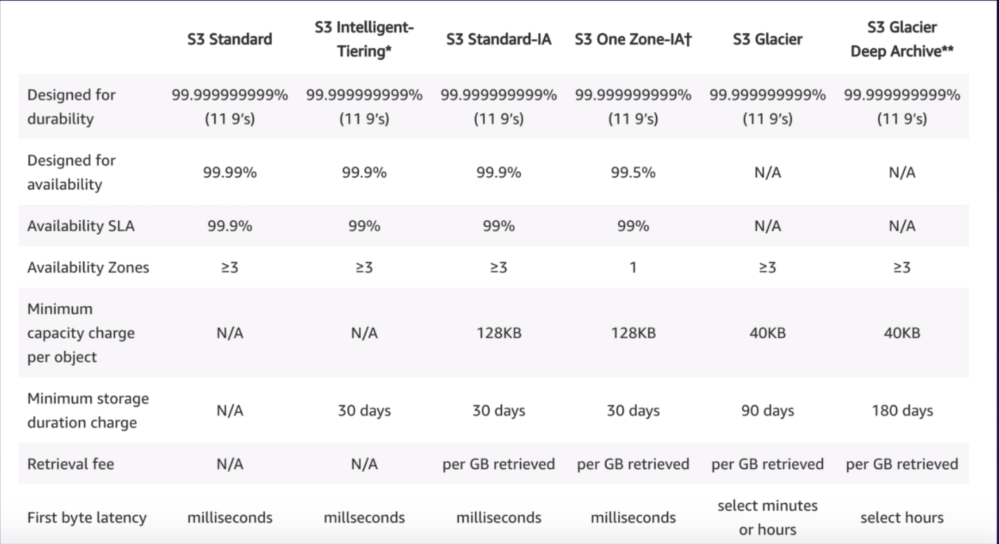 S3 Standard S3 Intelligent-Tiering* S3 Standard-IA S3 One Zone-IA† S3 Glacier S3 Glacier Deep Archive**
Designed for durability 99.999999999% (11 9’s) 99.999999999% (11 9’s) 99.999999999% (11 9’s) 99.999999999% (11 9’s) 99.999999999% (11 9’s) 99.999999999% (11 9’s)
Designed for availability 99.99% 99.9% 99.9% 99.5% N/A N/A
Availability SLA 99.9% 99% 99% 99% N/A N/A
Availability Zones ≥3 ≥3 ≥3 1 ≥3 ≥3
Minimum capacity charge per object N/A N/A 128KB 128KB 40KB 40KB
Minimum storage duration charge N/A 30 days 30 days 30 days 90 days 180 days
Retrieval fee N/A N/A per GB retrieved per GB retrieved per GB retrieved per GB retrieved
First byte latency milliseconds millseconds milliseconds milliseconds select minutes or hours select hours